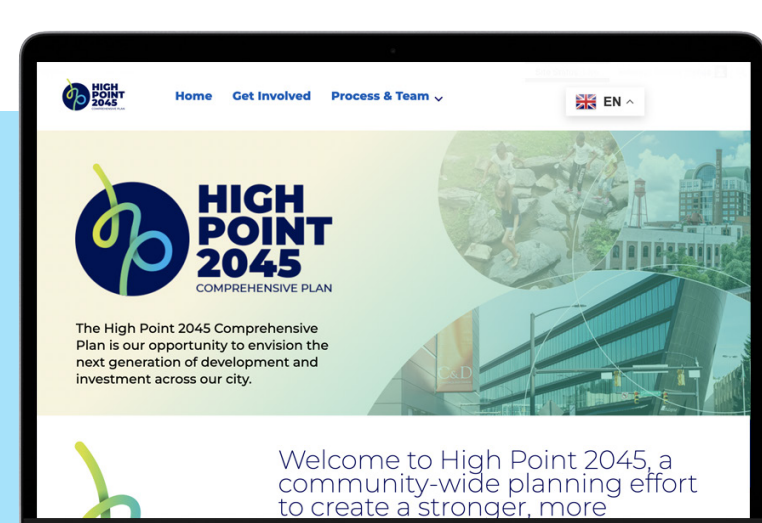 HIGH
POINT
2045
COMPREHENSIVE PLAN
Home Get Involved Process & Team
EN
HIGH
POINT
2045
COMPREHENSIVE PLAN
The High Point 2045 Comprehensive
Plan is our opportunity to envision the
next generation of development and
investment across our city.
C&D
Welcome to High Point 2045, a
community-wide planning effort
to create a stronger, more